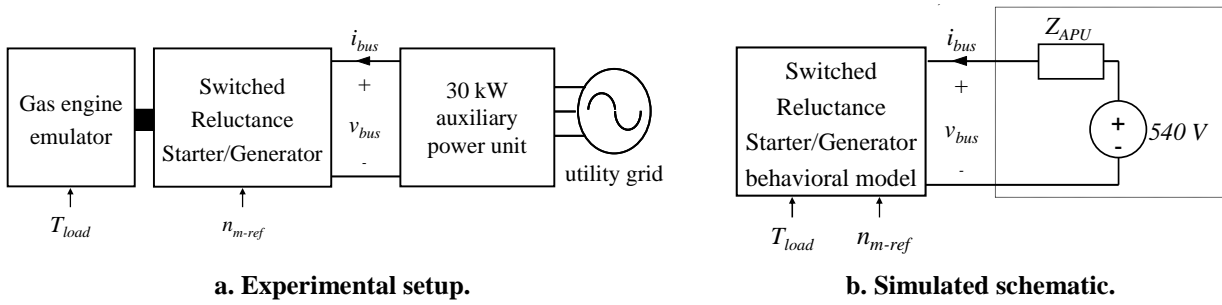 i_bus
Gas engine
emulator
Switched
Reluctance
Starter/Generator
+
v_bus
-
30 kW
auxiliary
power unit
utility grid
T_load
n_m-ref
a. Experimental setup.
Z_APU
i_bus
Switched
Reluctance
Starter/Generator
behavioral model
+
v_bus
-
+
-
540 V
T_load
n_m-ref
b. Simulated schematic.